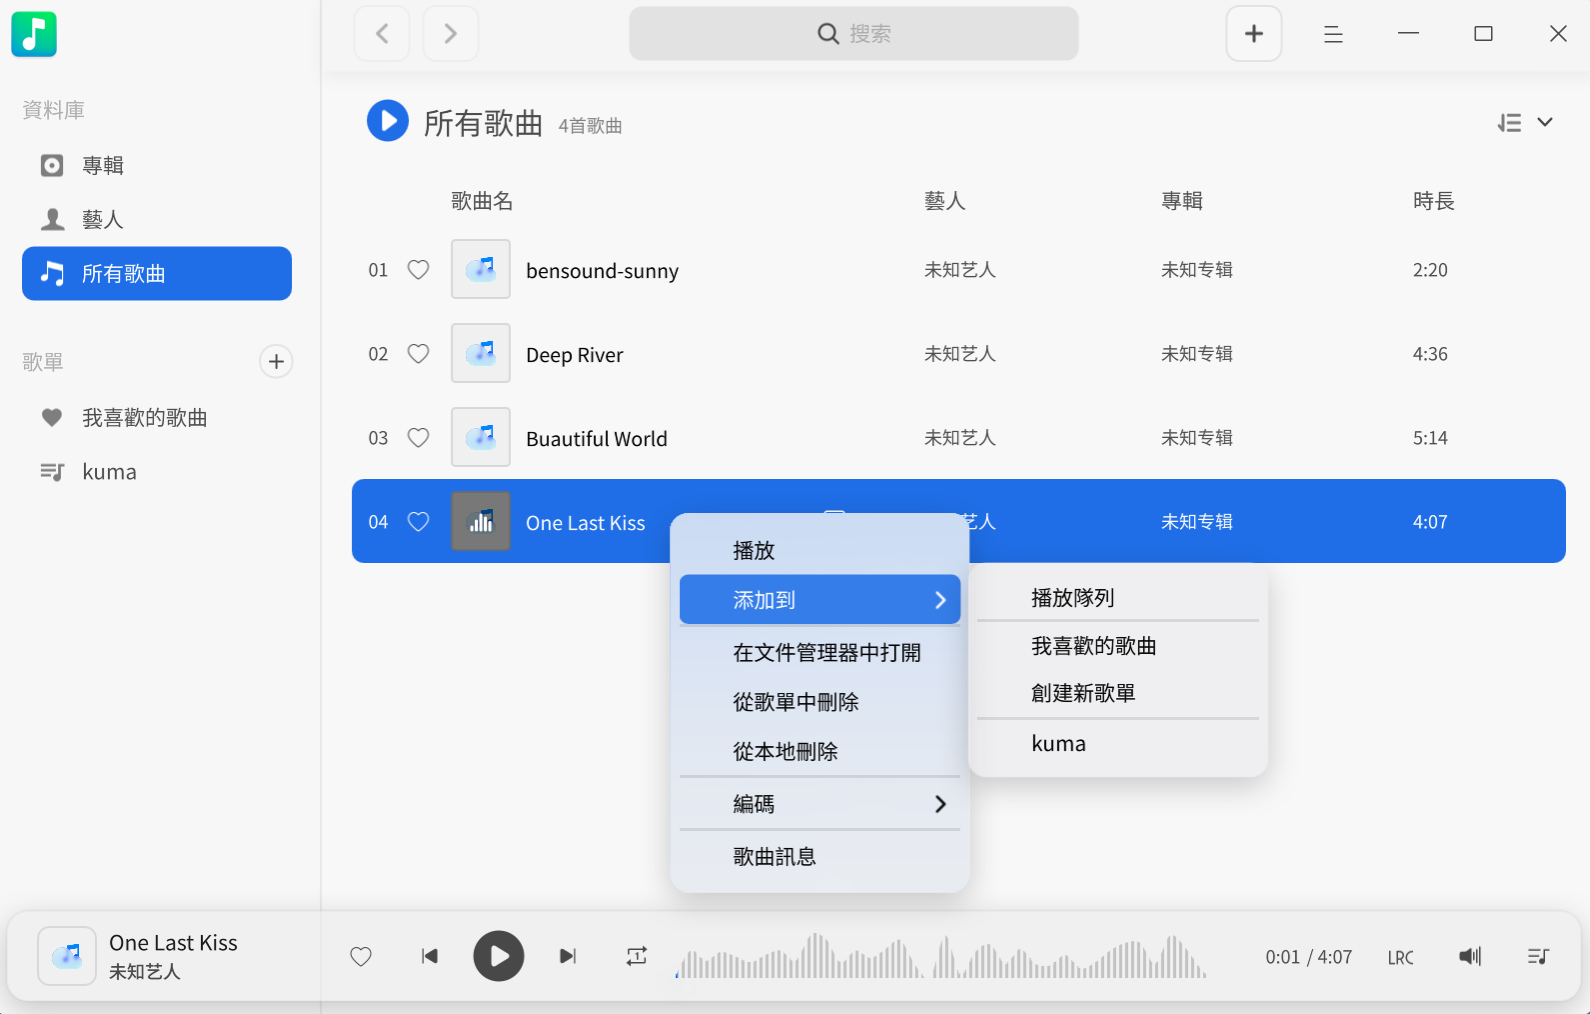 搜索
資料庫
專輯
藝人
所有歌曲
歌單
我喜歡的歌曲
kuma
所有歌曲 4首歌曲
歌曲名 藝人 專輯 時長
01 bensound-sunny 未知艺人 未知专辑 2:20
02 Deep River 未知艺人 未知专辑 4:36
03 Buautiful World 未知艺人 未知专辑 5:14
04 One Last Kiss 艺人 未知专辑 4:07
播放
添加到
在文件管理器中打開
從歌單中刪除
從本地刪除
編碼
歌曲訊息
播放隊列
我喜歡的歌曲
創建新歌單
kuma
One Last Kiss
未知艺人
0:01 / 4:07
LRC